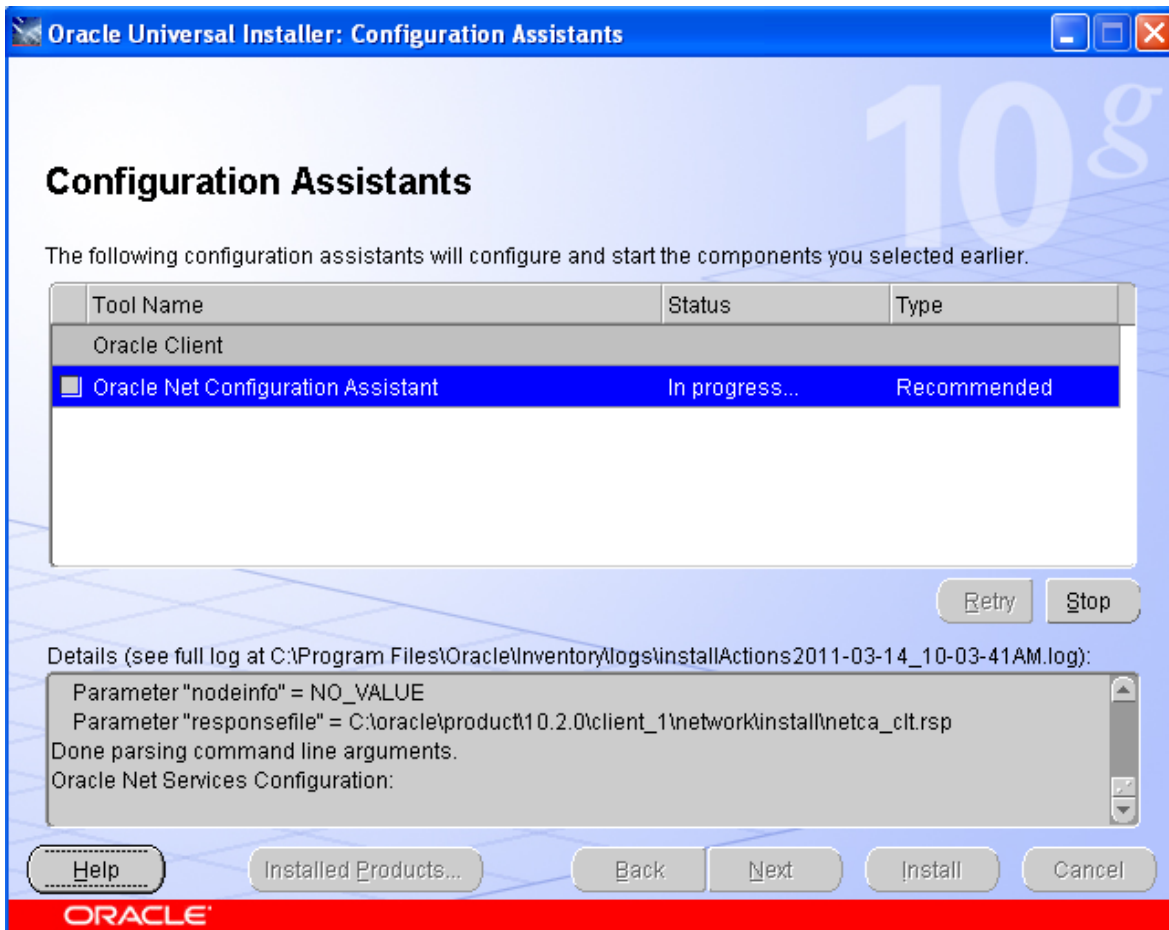 Oracle Universal Installer: Configuration Assistants
10g
Configuration Assistants
The following configuration assistants will configure and start the components you selected earlier.
Tool Name Status Type
Oracle Client
Oracle Net Configuration Assistant In progress... Recommended
Retry Stop
Details (see full log at C:\Program Files\Oracle\Inventory\logs\installActions2011-03-14_10-03-41AM.log):
Parameter "nodeinfo" = NO_VALUE
Parameter "responsefile" = C:\oracle\product\10.2.0\client_1\network\install\netca_clt.rsp
Done parsing command line arguments.
Oracle Net Services Configuration:
Help Installed Products... Back Next Install Cancel
ORACLE